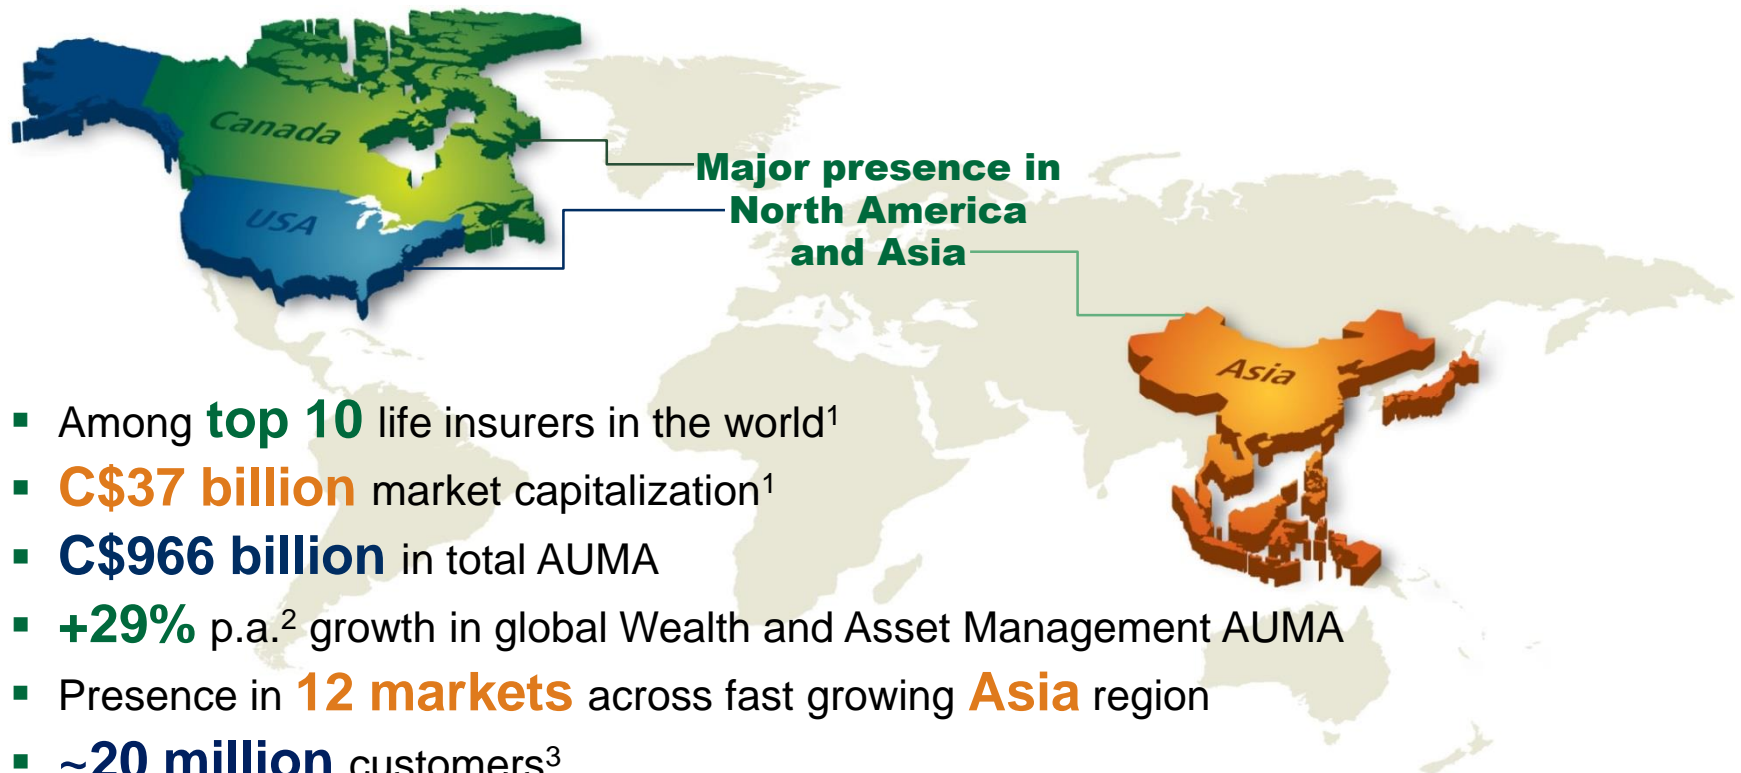 Canada
USA
Major presence in
North America
and Asia
Asia
▪ Among top 10 life insurers in the world¹
▪ C$37 billion market capitalization¹
▪ C$966 billion in total AUMA
▪ +29% p.a.² growth in global Wealth and Asset Management AUMA
▪ Presence in 12 markets across fast growing Asia region
▪ ~20 million customers³